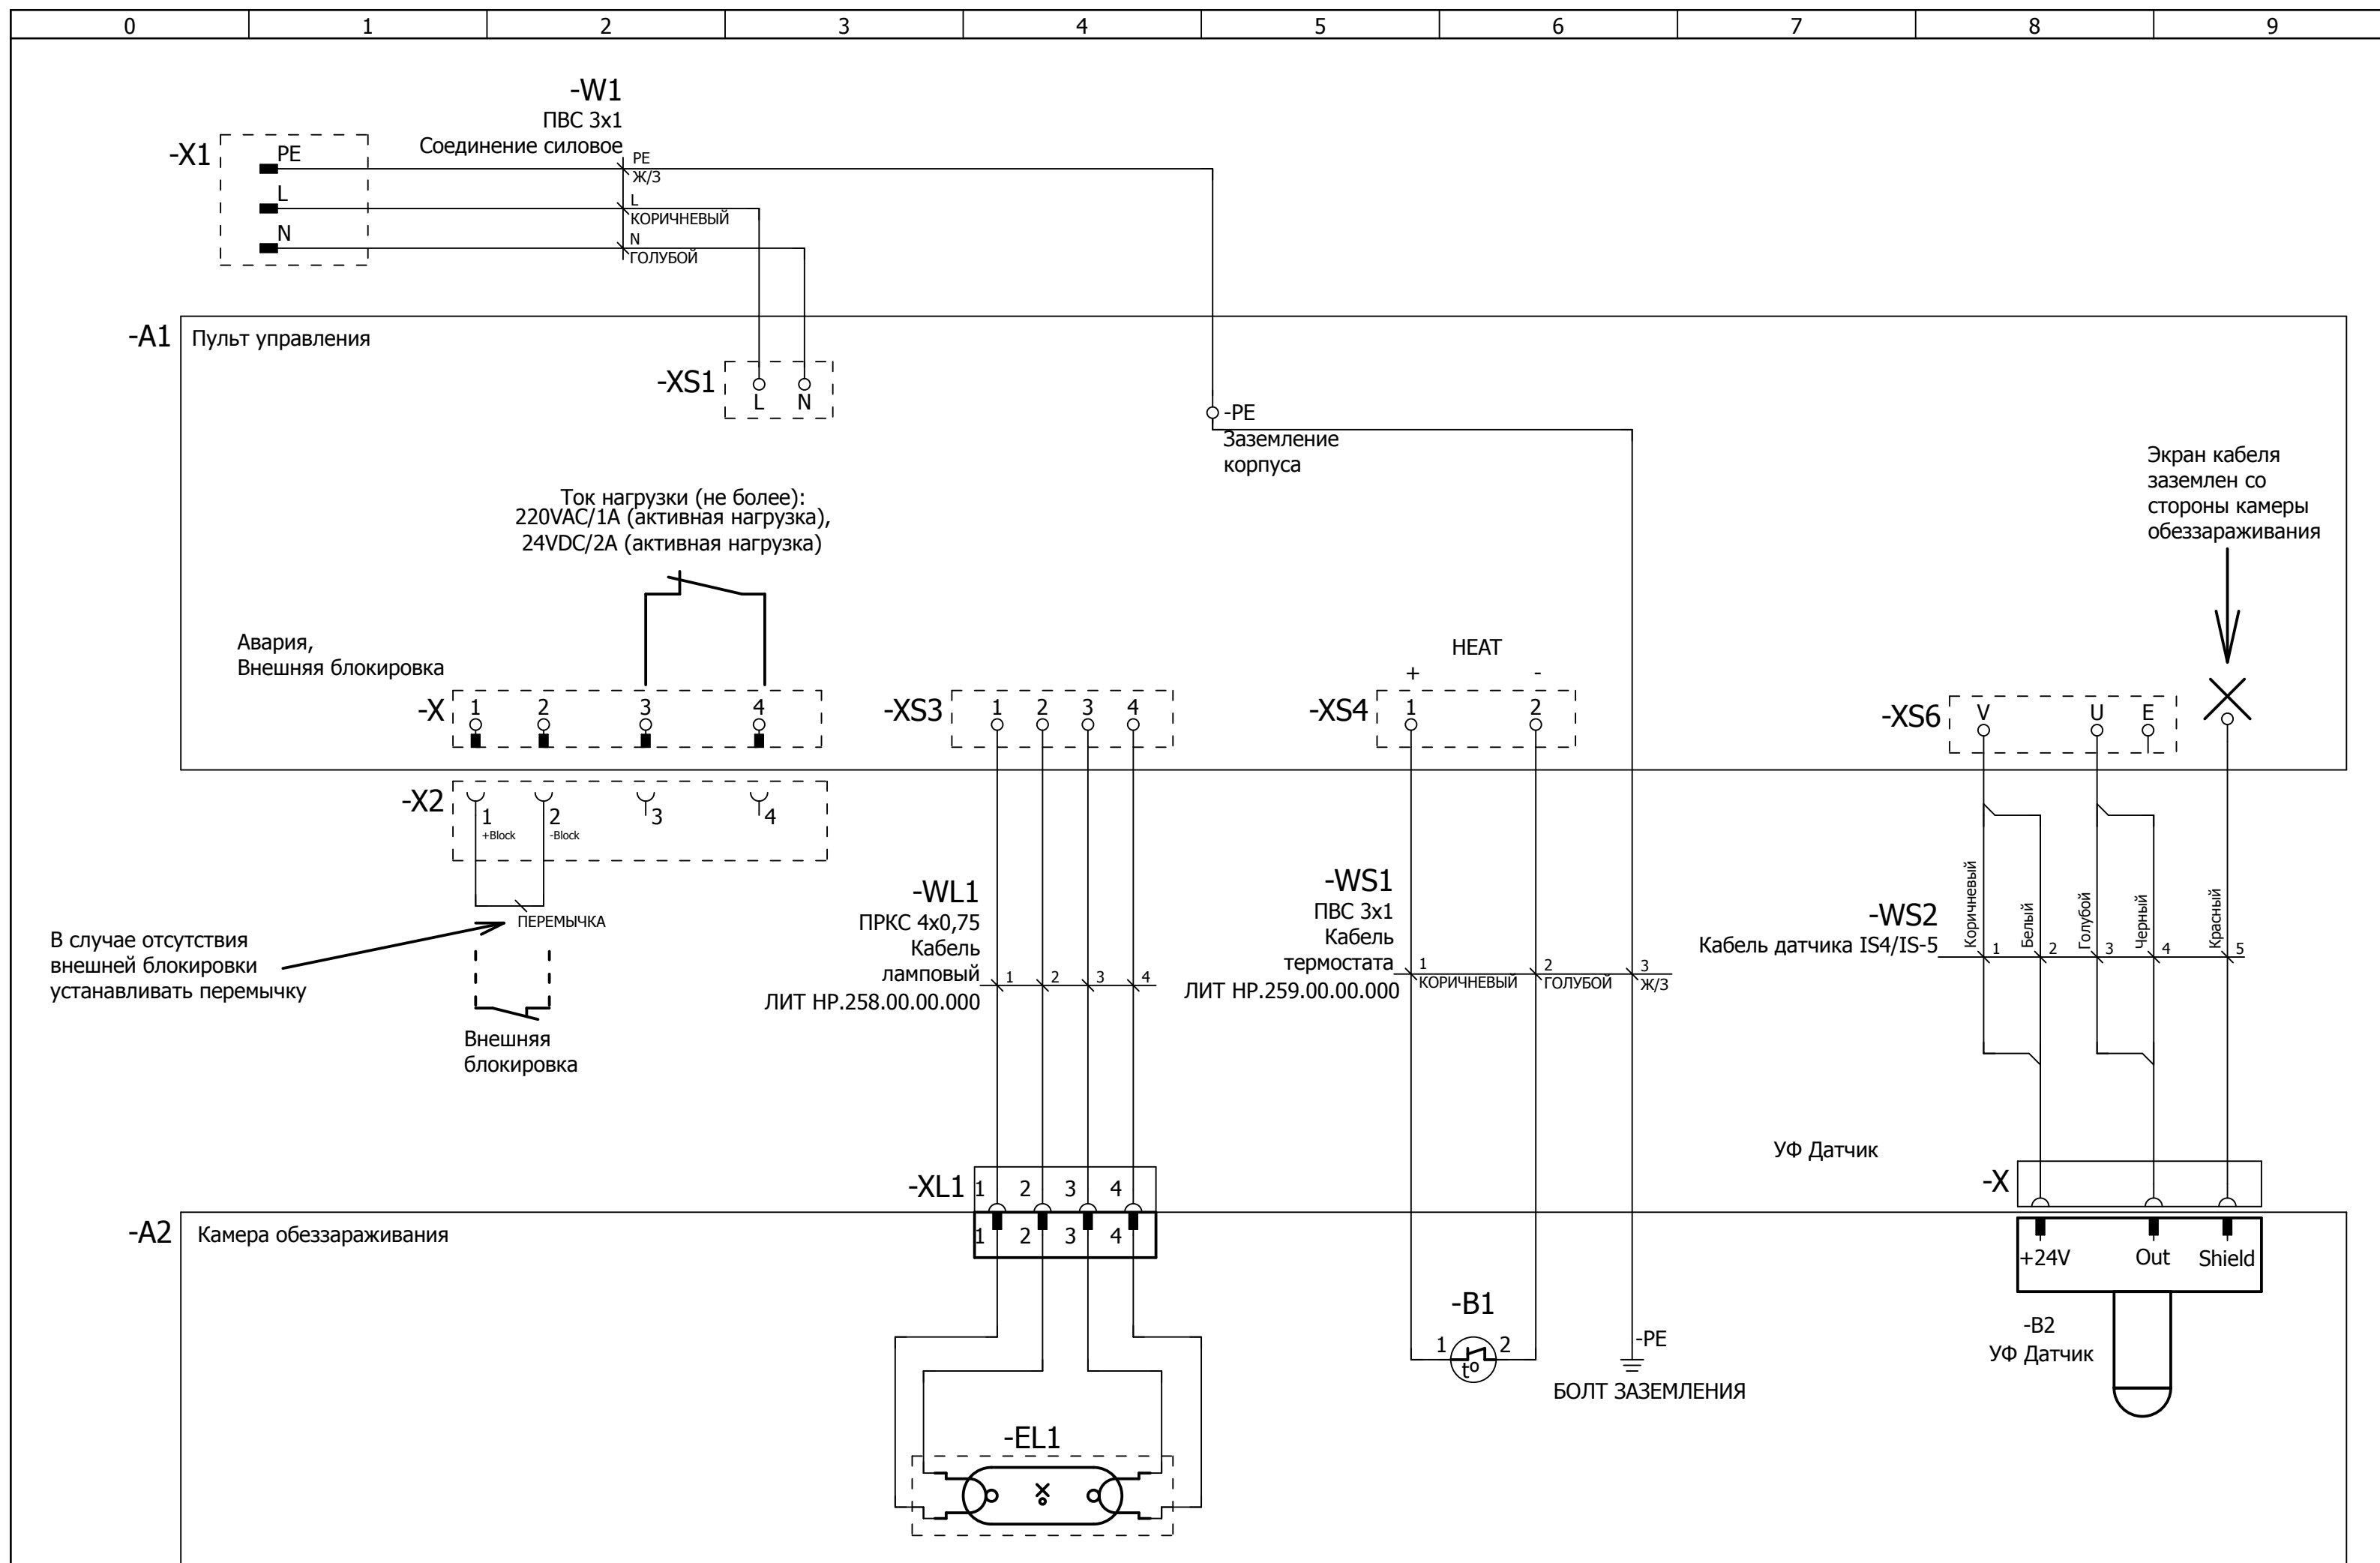 0 1 2 3 4 5 6 7 8 9
-W1
ПВС 3x1
Соединение силовое
-X1
PE
L
N
PE
Ж/З
L
КОРИЧНЕВЫЙ
N
ГОЛУБОЙ
-A1
Пульт управления
-XS1
L N
-PE
Заземление
корпуса
Экран кабеля
заземлен со
стороны камеры
обеззараживания
Ток нагрузки (не более):
220VAC/1A (активная нагрузка),
24VDC/2A (активная нагрузка)
Авария,
Внешняя блокировка
-X
1 2 3 4
-XS3
1 2 3 4
HEAT
+ -
-XS4
1 2
-XS6
V U E
-X2
1 2 3 4
+Block -Block
ПЕРЕМЫЧКА
В случае отсутствия
внешней блокировки
устанавливать перемычку
Внешняя
блокировка
-WL1
ПРКС 4x0,75
Кабель
ламповый
ЛИТ НР.258.00.00.000
1 2 3 4
-WS1
ПВС 3x1
Кабель
термостата
ЛИТ НР.259.00.00.000
1
КОРИЧНЕВЫЙ
2
ГОЛУБОЙ
3
Ж/З
-WS2
Кабель датчика IS4/IS-5
Коричневый
1
Белый
2
Голубой
3
Черный
4
Красный
5
УФ Датчик
-XL1
1 2 3 4
1 2 3 4
-X
+24V Out Shield
-A2
Камера обеззараживания
-B1
1 2
t°
-PE
БОЛТ ЗАЗЕМЛЕНИЯ
-B2
УФ Датчик
-EL1